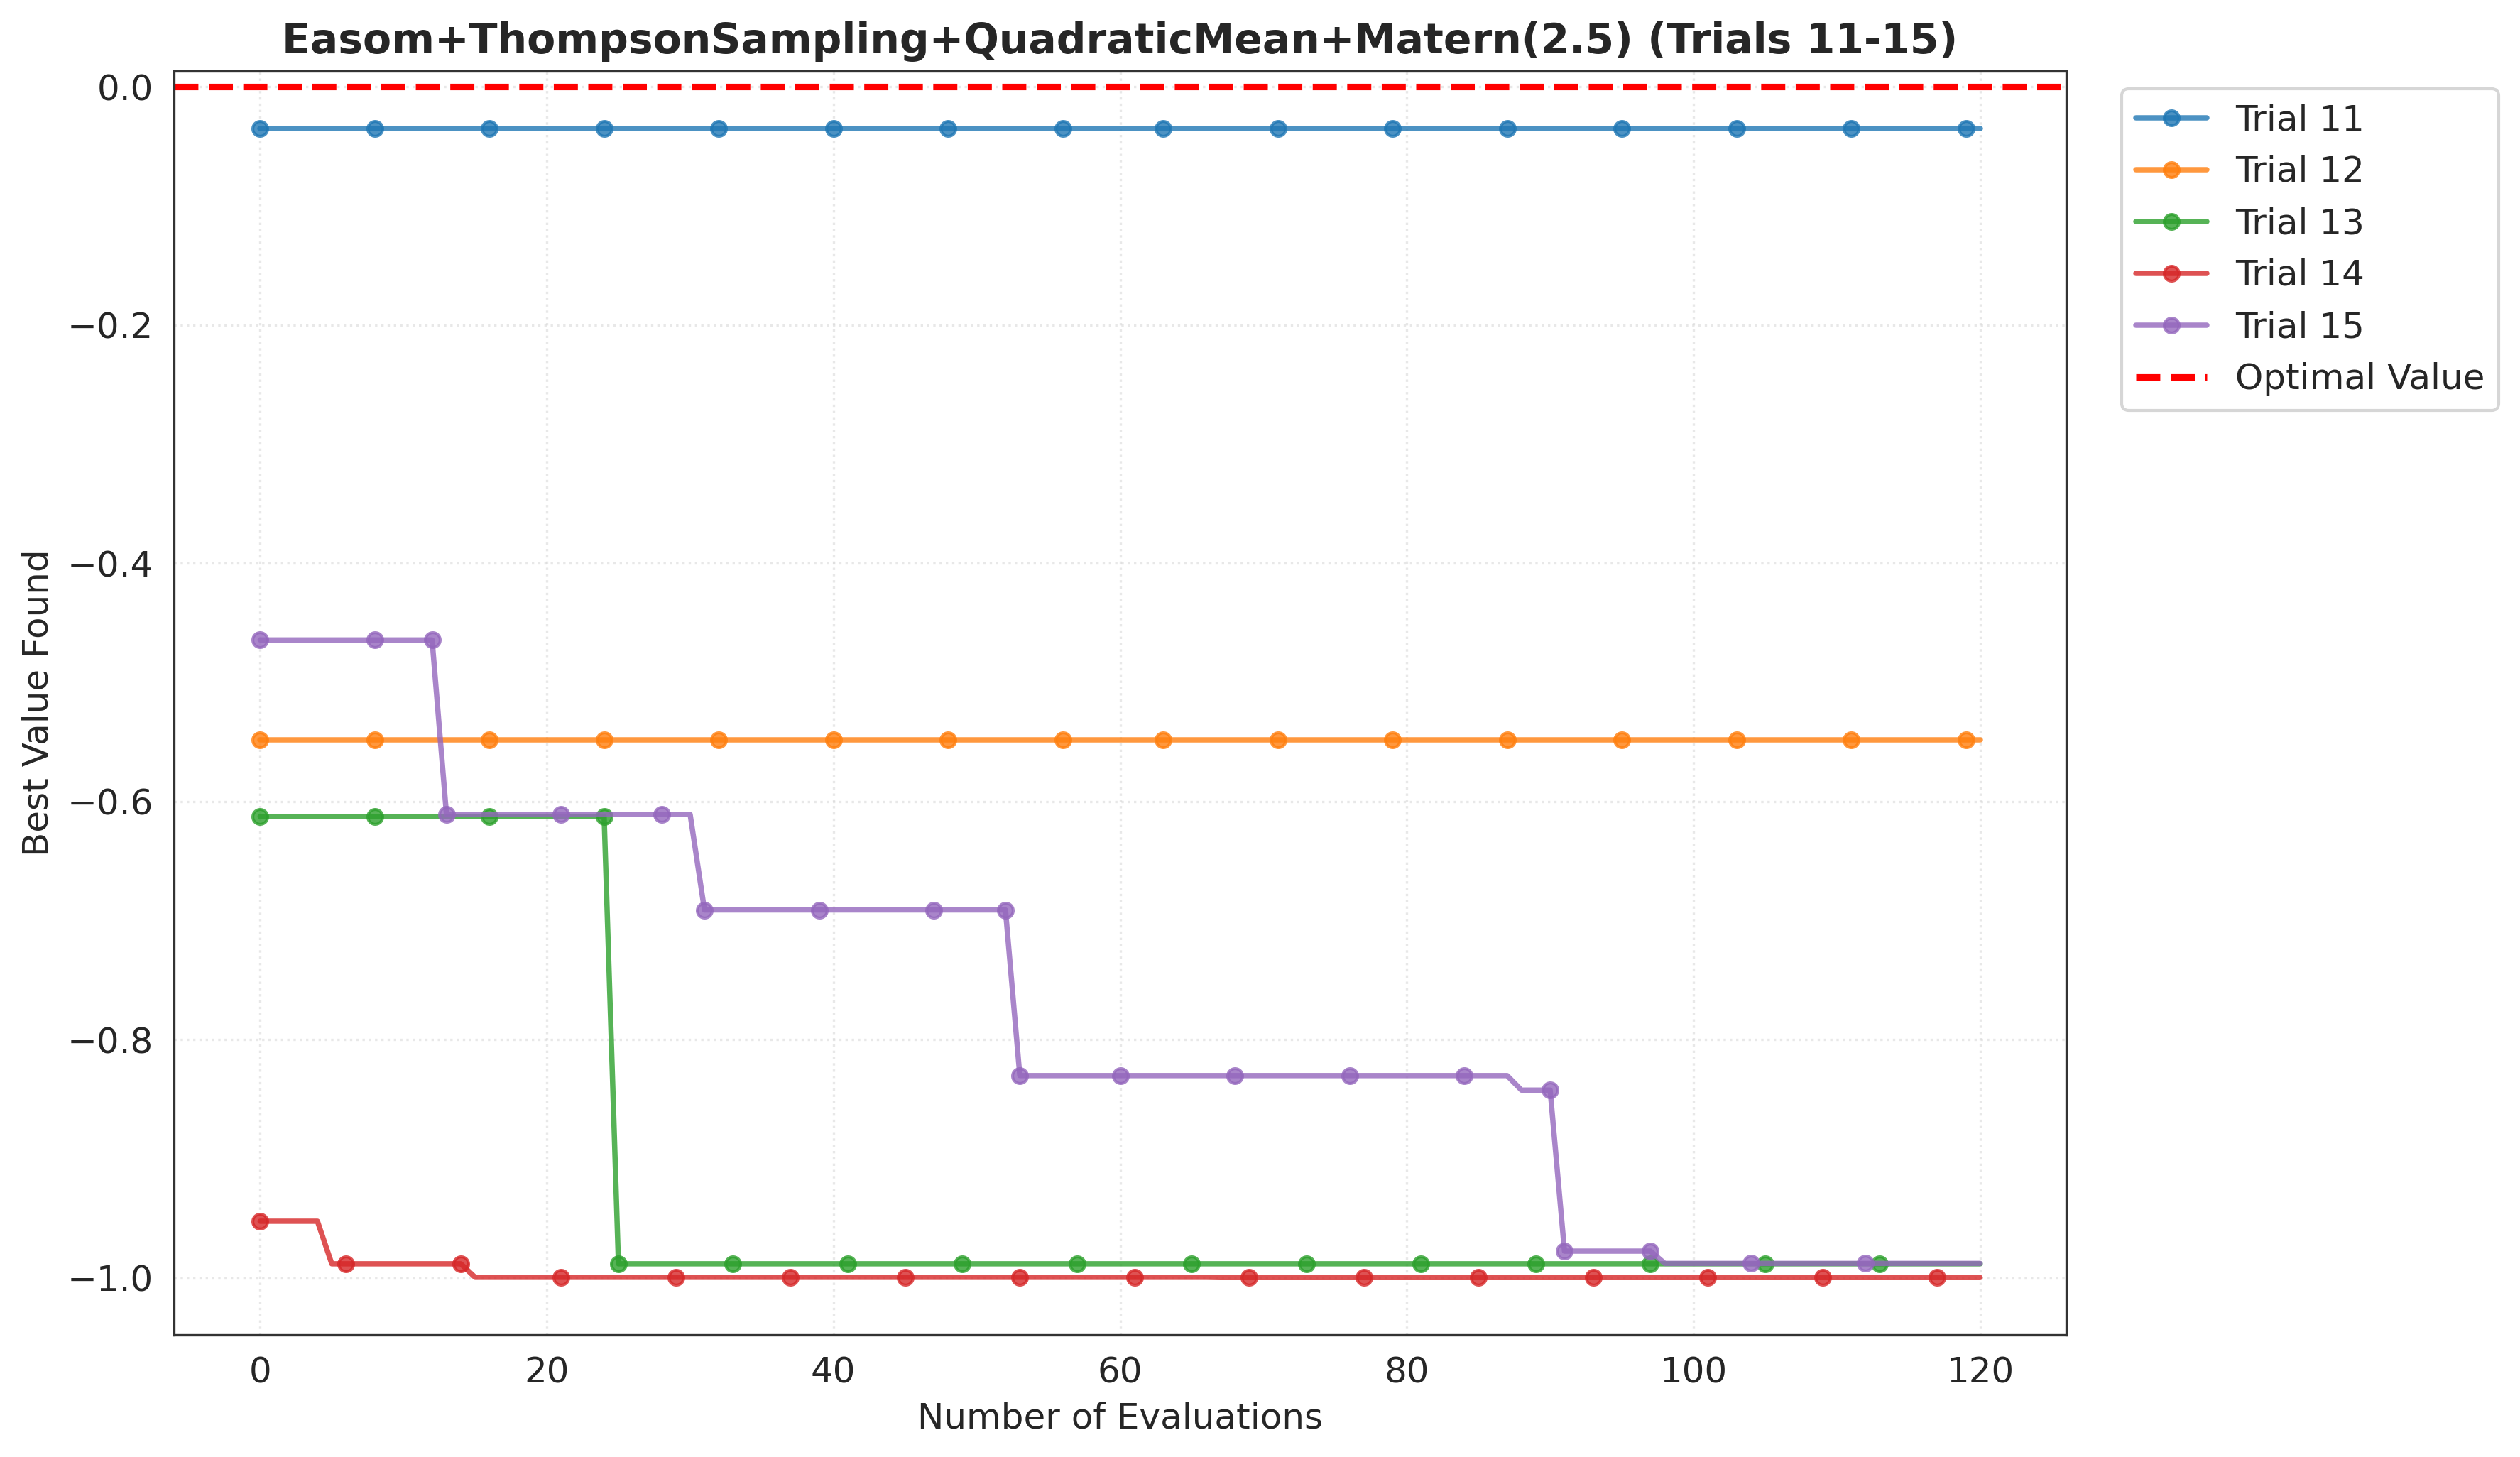 Easom+ThompsonSampling+QuadraticMean+Matern(2.5) (Trials 11-15)
Best Value Found
0.0
−0.2
−0.4
−0.6
−0.8
−1.0
0
20
40
60
80
100
120
Number of Evaluations
Trial 11
Trial 12
Trial 13
Trial 14
Trial 15
Optimal Value